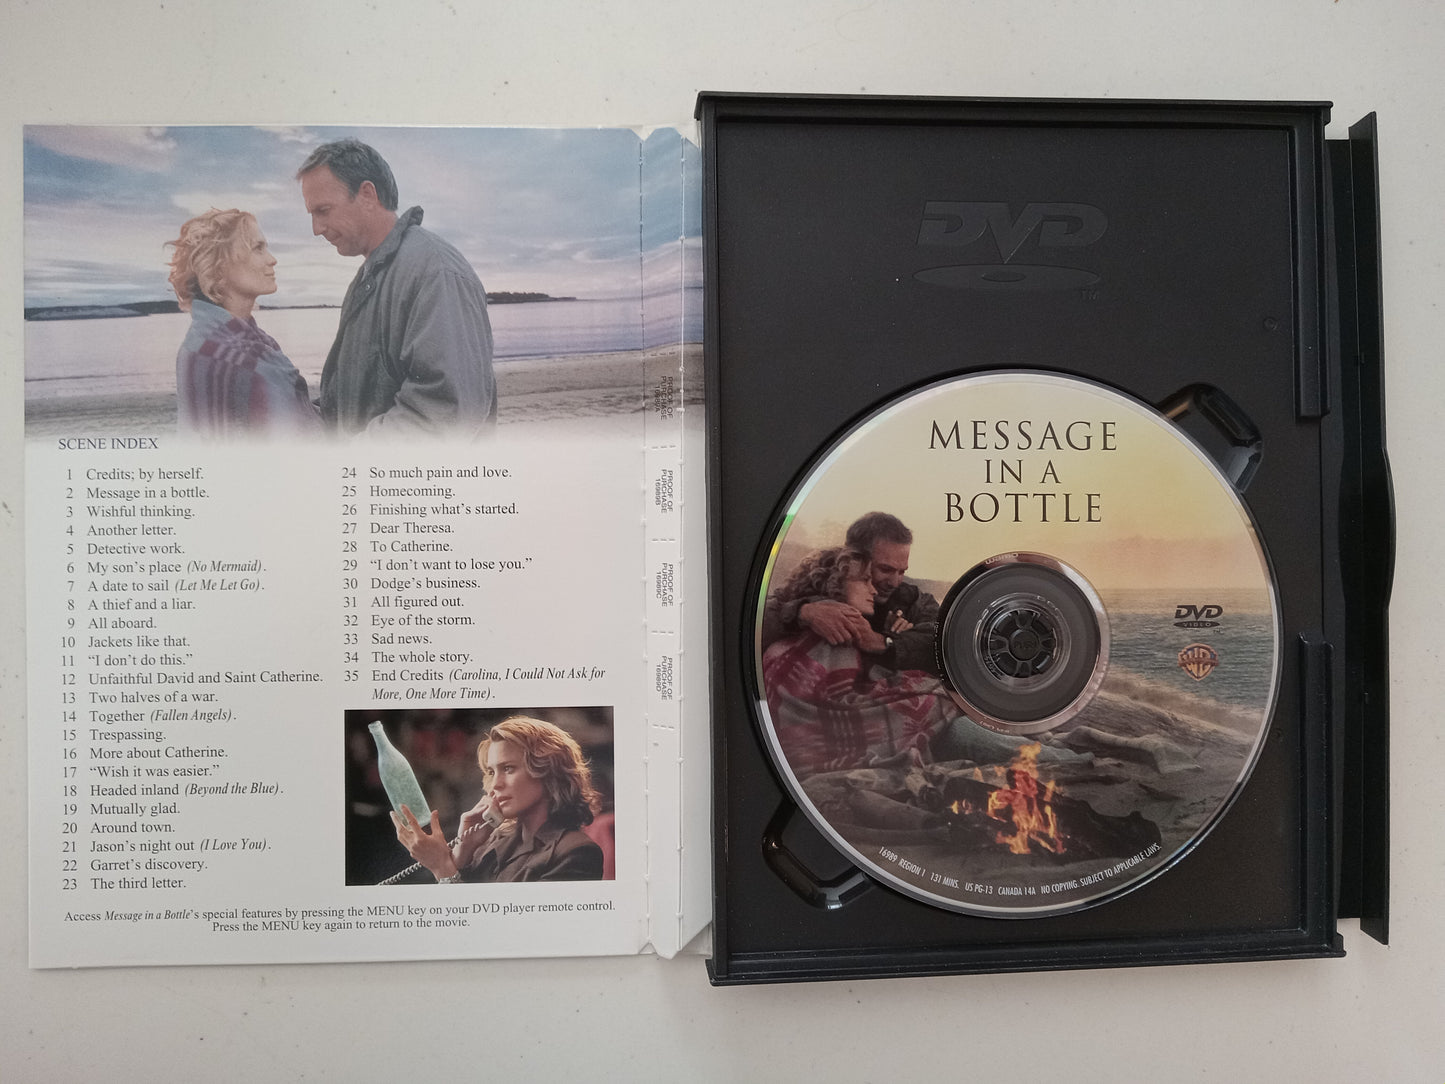 SCENE INDEX
1 Credits; by herself.
2 Message in a bottle.
3 Wishful thinking.
4 Another letter.
5 Detective work.
6 My son's place (No Mermaid).
7 A date to sail (Let Me Let Go).
8 A thief and a liar.
9 All aboard.
10 Jackets like that.
11 “I don't do this.”
12 Unfaithful David and Saint Catherine.
13 Two halves of a war.
14 Together (Fallen Angels).
15 Trespassing.
16 More about Catherine.
17 “Wish it was easier.”
18 Headed inland (Beyond the Blue).
19 Mutually glad.
20 Around town.
21 Jason's night out (I Love You).
22 Garret's discovery.
23 The third letter.
24 So much pain and love.
25 Homecoming.
26 Finishing what's started.
27 Dear Theresa.
28 To Catherine.
29 “I don't want to lose you.”
30 Dodge's business.
31 All figured out.
32 Eye of the storm.
33 Sad news.
34 The whole story.
35 End Credits (Carolina, I Could Not Ask for
More, One More Time).
Access Message in a Bottle's special features by pressing the MENU key on your DVD player remote control.
Press the MENU key again to return to the movie.
PROOF OF
PURCHASE
16989A
PROOF OF
PURCHASE
16989B
PROOF OF
PURCHASE
16989C
PROOF OF
PURCHASE
16989D
DVD
TM
MESSAGE
IN A
BOTTLE
DVD
VIDEO
WB
16989 REGION 1 131 MINS. US PG-13 CANADA 14A NO COPYING. SUBJECT TO APPLICABLE LAWS.